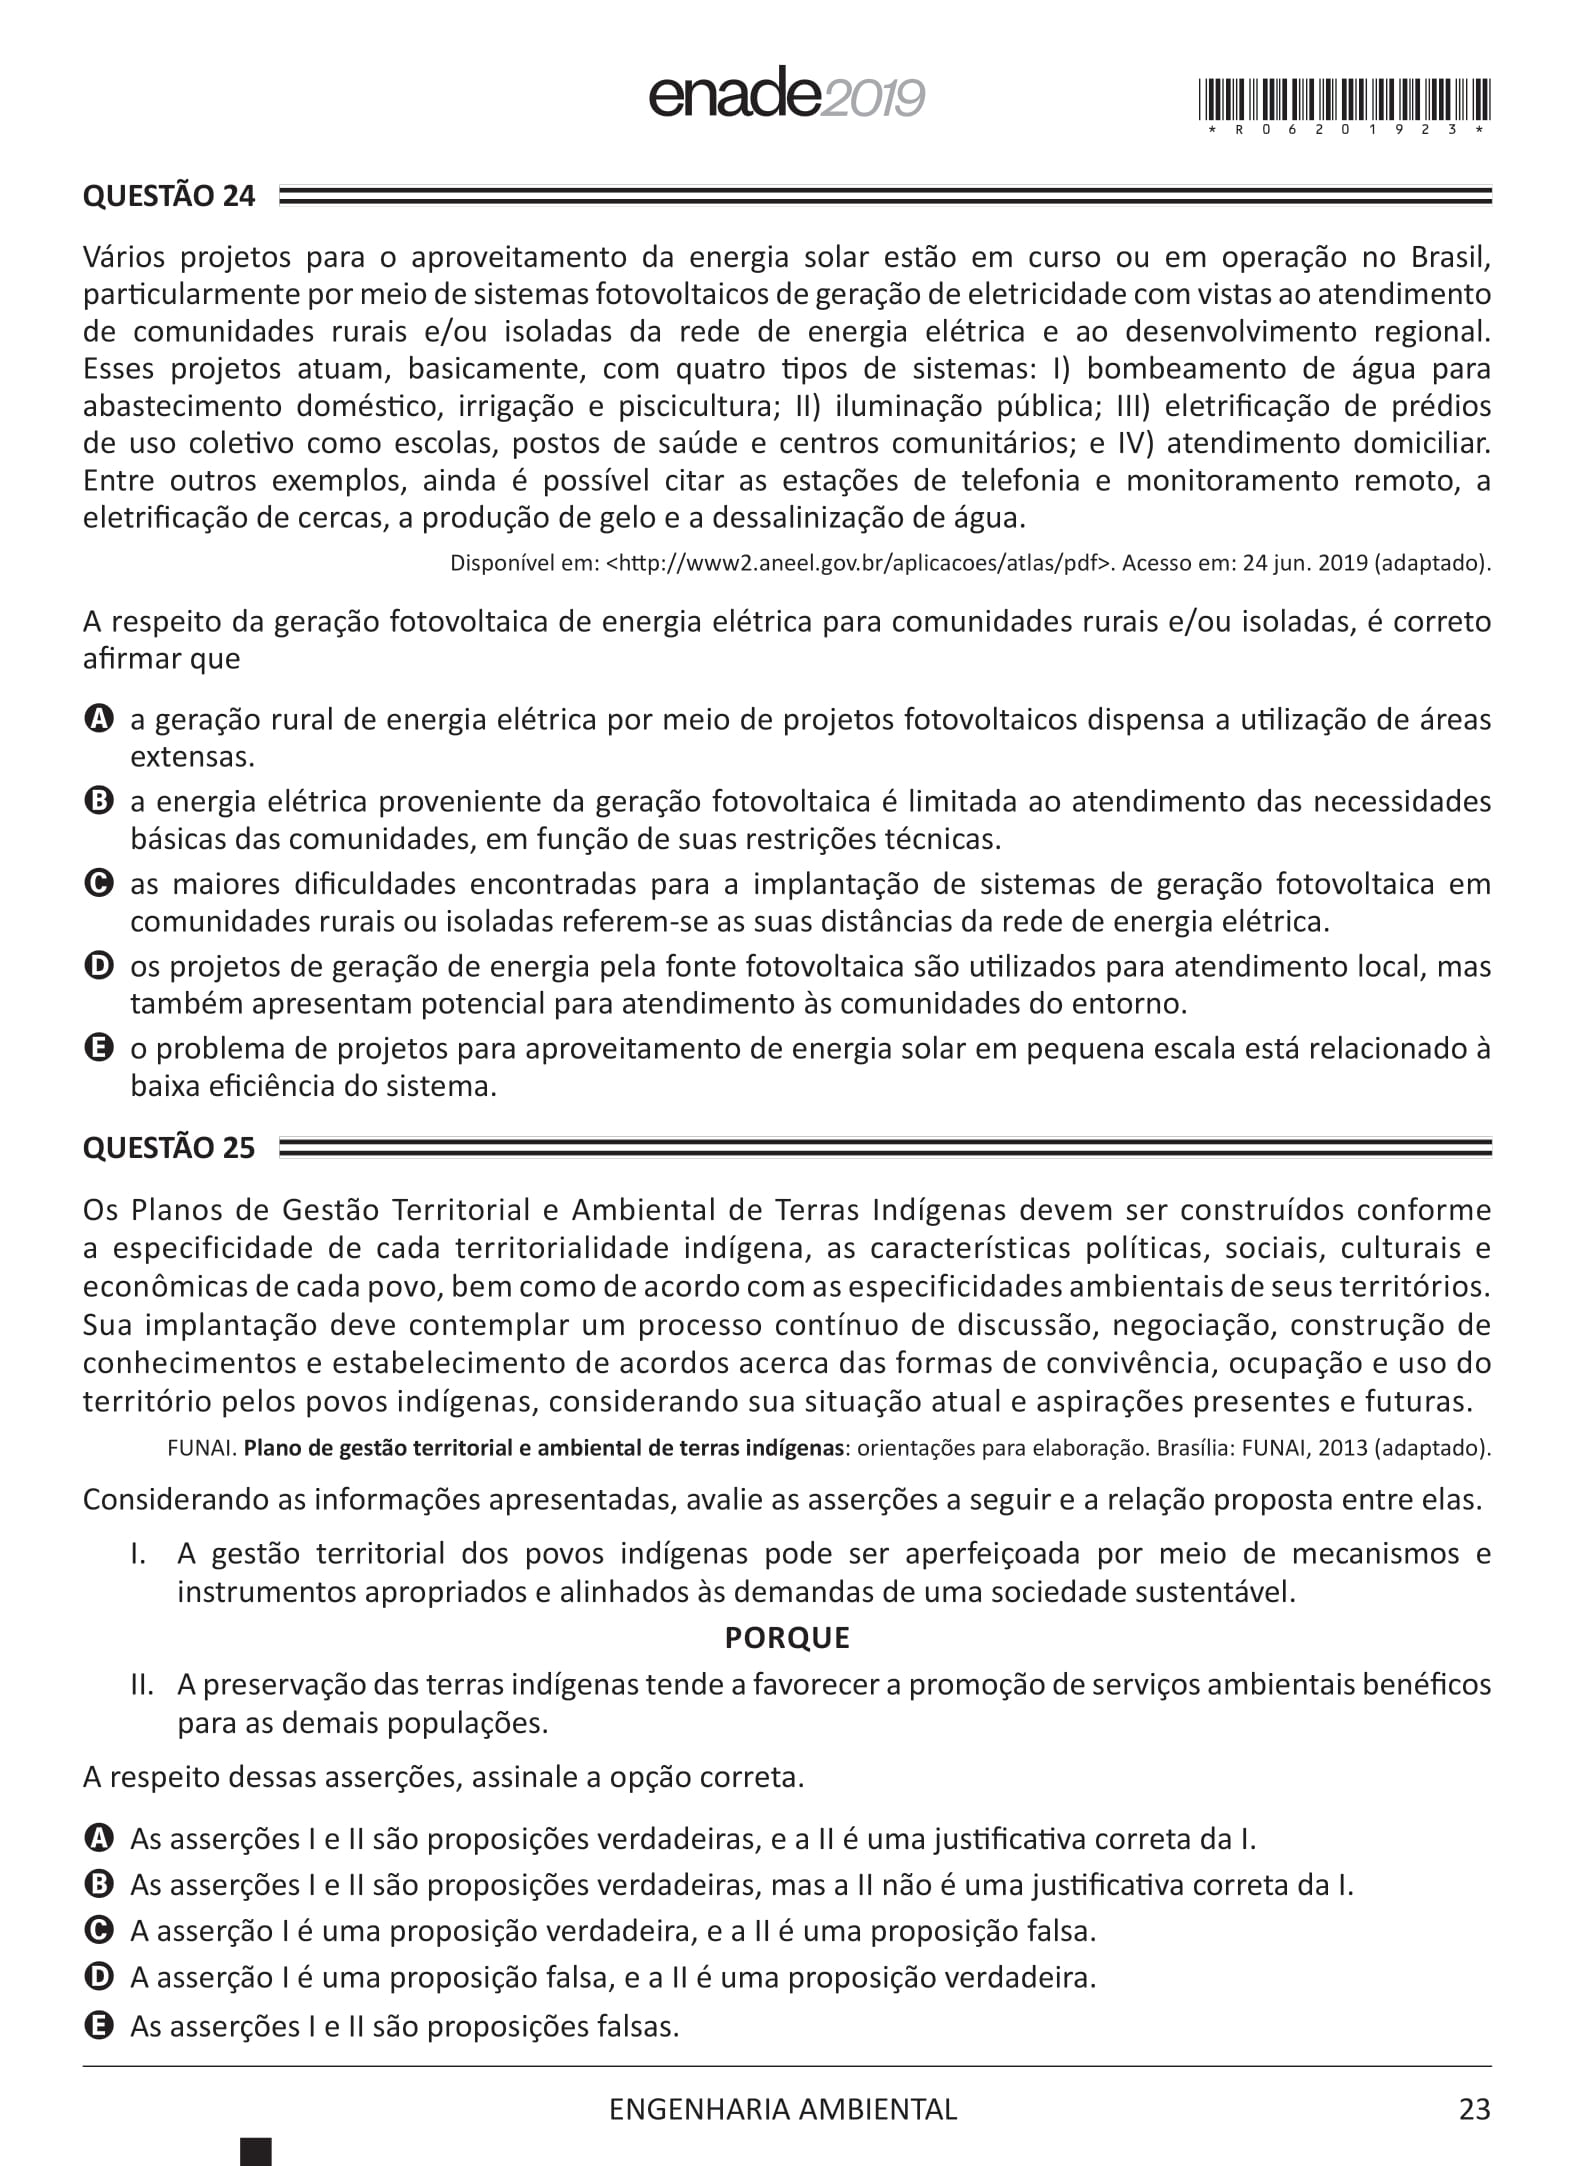 enade2019
*R06201923*
QUESTÃO 24
Vários projetos para o aproveitamento da energia solar estão em curso ou em operação no Brasil,
particularmente por meio de sistemas fotovoltaicos de geração de eletricidade com vistas ao atendimento
de comunidades rurais e/ou isoladas da rede de energia elétrica e ao desenvolvimento regional.
Esses projetos atuam, basicamente, com quatro tipos de sistemas: I) bombeamento de água para
abastecimento doméstico, irrigação e piscicultura; II) iluminação pública; III) eletrificação de prédios
de uso coletivo como escolas, postos de saúde e centros comunitários; e IV) atendimento domiciliar.
Entre outros exemplos, ainda é possível citar as estações de telefonia e monitoramento remoto, a
eletrificação de cercas, a produção de gelo e a dessalinização de água.
Disponível em: <http://www2.aneel.gov.br/aplicacoes/atlas/pdf>. Acesso em: 24 jun. 2019 (adaptado).
A respeito da geração fotovoltaica de energia elétrica para comunidades rurais e/ou isoladas, é correto
afirmar que
A a geração rural de energia elétrica por meio de projetos fotovoltaicos dispensa a utilização de áreas
extensas.
B a energia elétrica proveniente da geração fotovoltaica é limitada ao atendimento das necessidades
básicas das comunidades, em função de suas restrições técnicas.
C as maiores dificuldades encontradas para a implantação de sistemas de geração fotovoltaica em
comunidades rurais ou isoladas referem-se as suas distâncias da rede de energia elétrica.
D os projetos de geração de energia pela fonte fotovoltaica são utilizados para atendimento local, mas
também apresentam potencial para atendimento às comunidades do entorno.
E o problema de projetos para aproveitamento de energia solar em pequena escala está relacionado à
baixa eficiência do sistema.
QUESTÃO 25
Os Planos de Gestão Territorial e Ambiental de Terras Indígenas devem ser construídos conforme
a especificidade de cada territorialidade indígena, as características políticas, sociais, culturais e
econômicas de cada povo, bem como de acordo com as especificidades ambientais de seus territórios.
Sua implantação deve contemplar um processo contínuo de discussão, negociação, construção de
conhecimentos e estabelecimento de acordos acerca das formas de convivência, ocupação e uso do
território pelos povos indígenas, considerando sua situação atual e aspirações presentes e futuras.
FUNAI. Plano de gestão territorial e ambiental de terras indígenas: orientações para elaboração. Brasília: FUNAI, 2013 (adaptado).
Considerando as informações apresentadas, avalie as asserções a seguir e a relação proposta entre elas.
I. A gestão territorial dos povos indígenas pode ser aperfeiçoada por meio de mecanismos e
instrumentos apropriados e alinhados às demandas de uma sociedade sustentável.
PORQUE
II. A preservação das terras indígenas tende a favorecer a promoção de serviços ambientais benéficos
para as demais populações.
A respeito dessas asserções, assinale a opção correta.
A As asserções I e II são proposições verdadeiras, e a II é uma justificativa correta da I.
B As asserções I e II são proposições verdadeiras, mas a II não é uma justificativa correta da I.
C A asserção I é uma proposição verdadeira, e a II é uma proposição falsa.
D A asserção I é uma proposição falsa, e a II é uma proposição verdadeira.
E As asserções I e II são proposições falsas.
ENGENHARIA AMBIENTAL
23